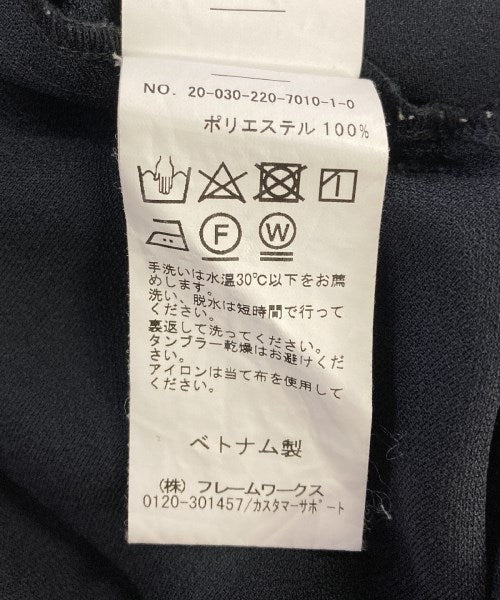 NO. 20-030-220-7010-1-0
ポリエステル 100%
F W
手洗いは水温30℃以下をお薦
めします。
洗い、脱水は短時間で行って
ください。
裏返して洗ってください。
タンブラー乾燥はお避けくだ
さい。
アイロンは当て布を使用して
ください。
ベトナム製
(株) フレームワークス
0120-301457/カスタマーサポート